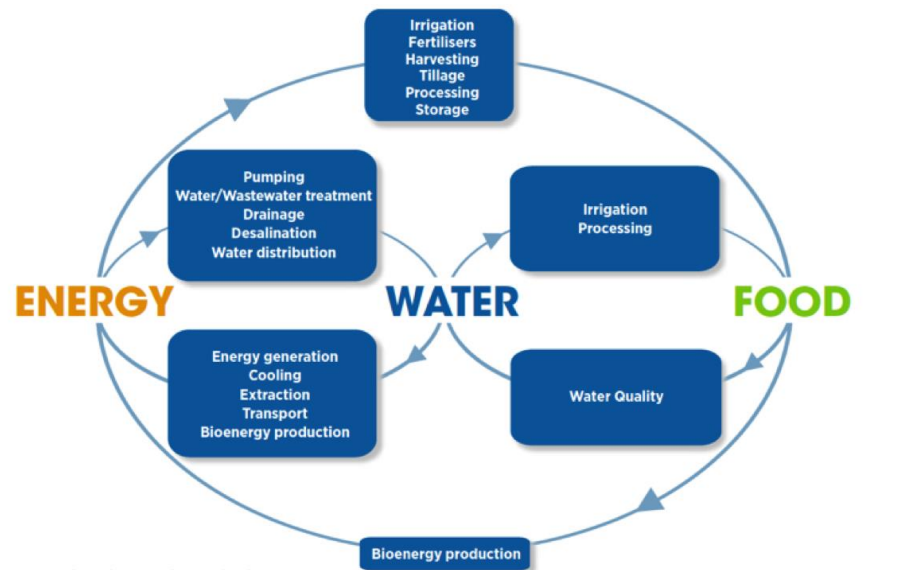 Irrigation
Fertilisers
Harvesting
Tillage
Processing
Storage
Pumping
Water/Wastewater treatment
Drainage
Desalination
Water distribution
Irrigation
Processing
ENERGY
WATER
FOOD
Energy generation
Cooling
Extraction
Transport
Bioenergy production
Water Quality
Bioenergy production